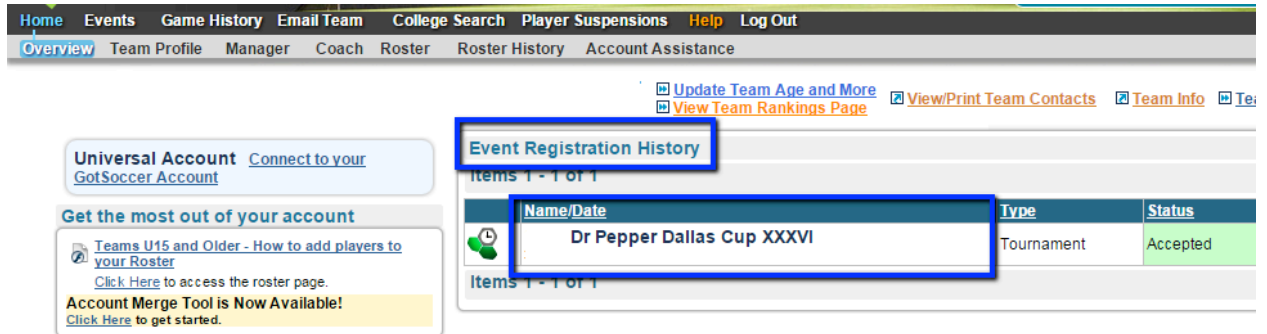 Home Events Game History Email Team College Search Player Suspensions Help Log Out
Overview Team Profile Manager Coach Roster Roster History Account Assistance
Update Team Age and More View/Print Team Contacts Team Info
View Team Rankings Page
Universal Account Connect to your
GotSoccer Account
Get the most out of your account
Teams U15 and Older - How to add players to
your Roster
Click Here to access the roster page.
Account Merge Tool is Now Available!
Click Here to get started.
Event Registration History
Items 1 - 1 of 1
Name/Date Type Status
Dr Pepper Dallas Cup XXXVI Tournament Accepted
Items 1 - 1 of 1